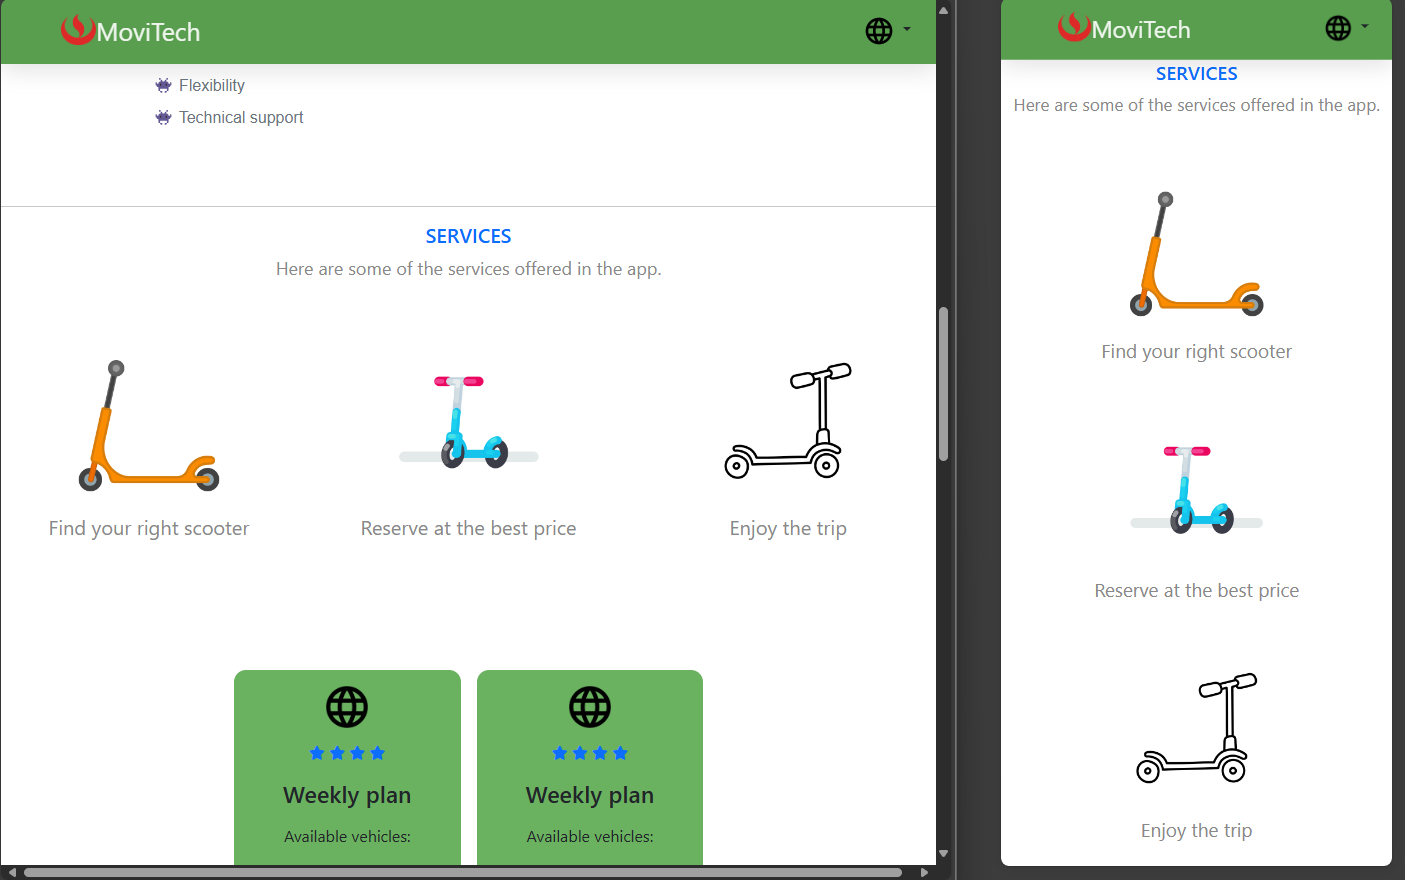 MoviTech
Flexibility
Technical support
SERVICES
Here are some of the services offered in the app.
Find your right scooter
Reserve at the best price
Enjoy the trip
Weekly plan
Available vehicles:
Weekly plan
Available vehicles:
MoviTech
SERVICES
Here are some of the services offered in the app.
Find your right scooter
Reserve at the best price
Enjoy the trip